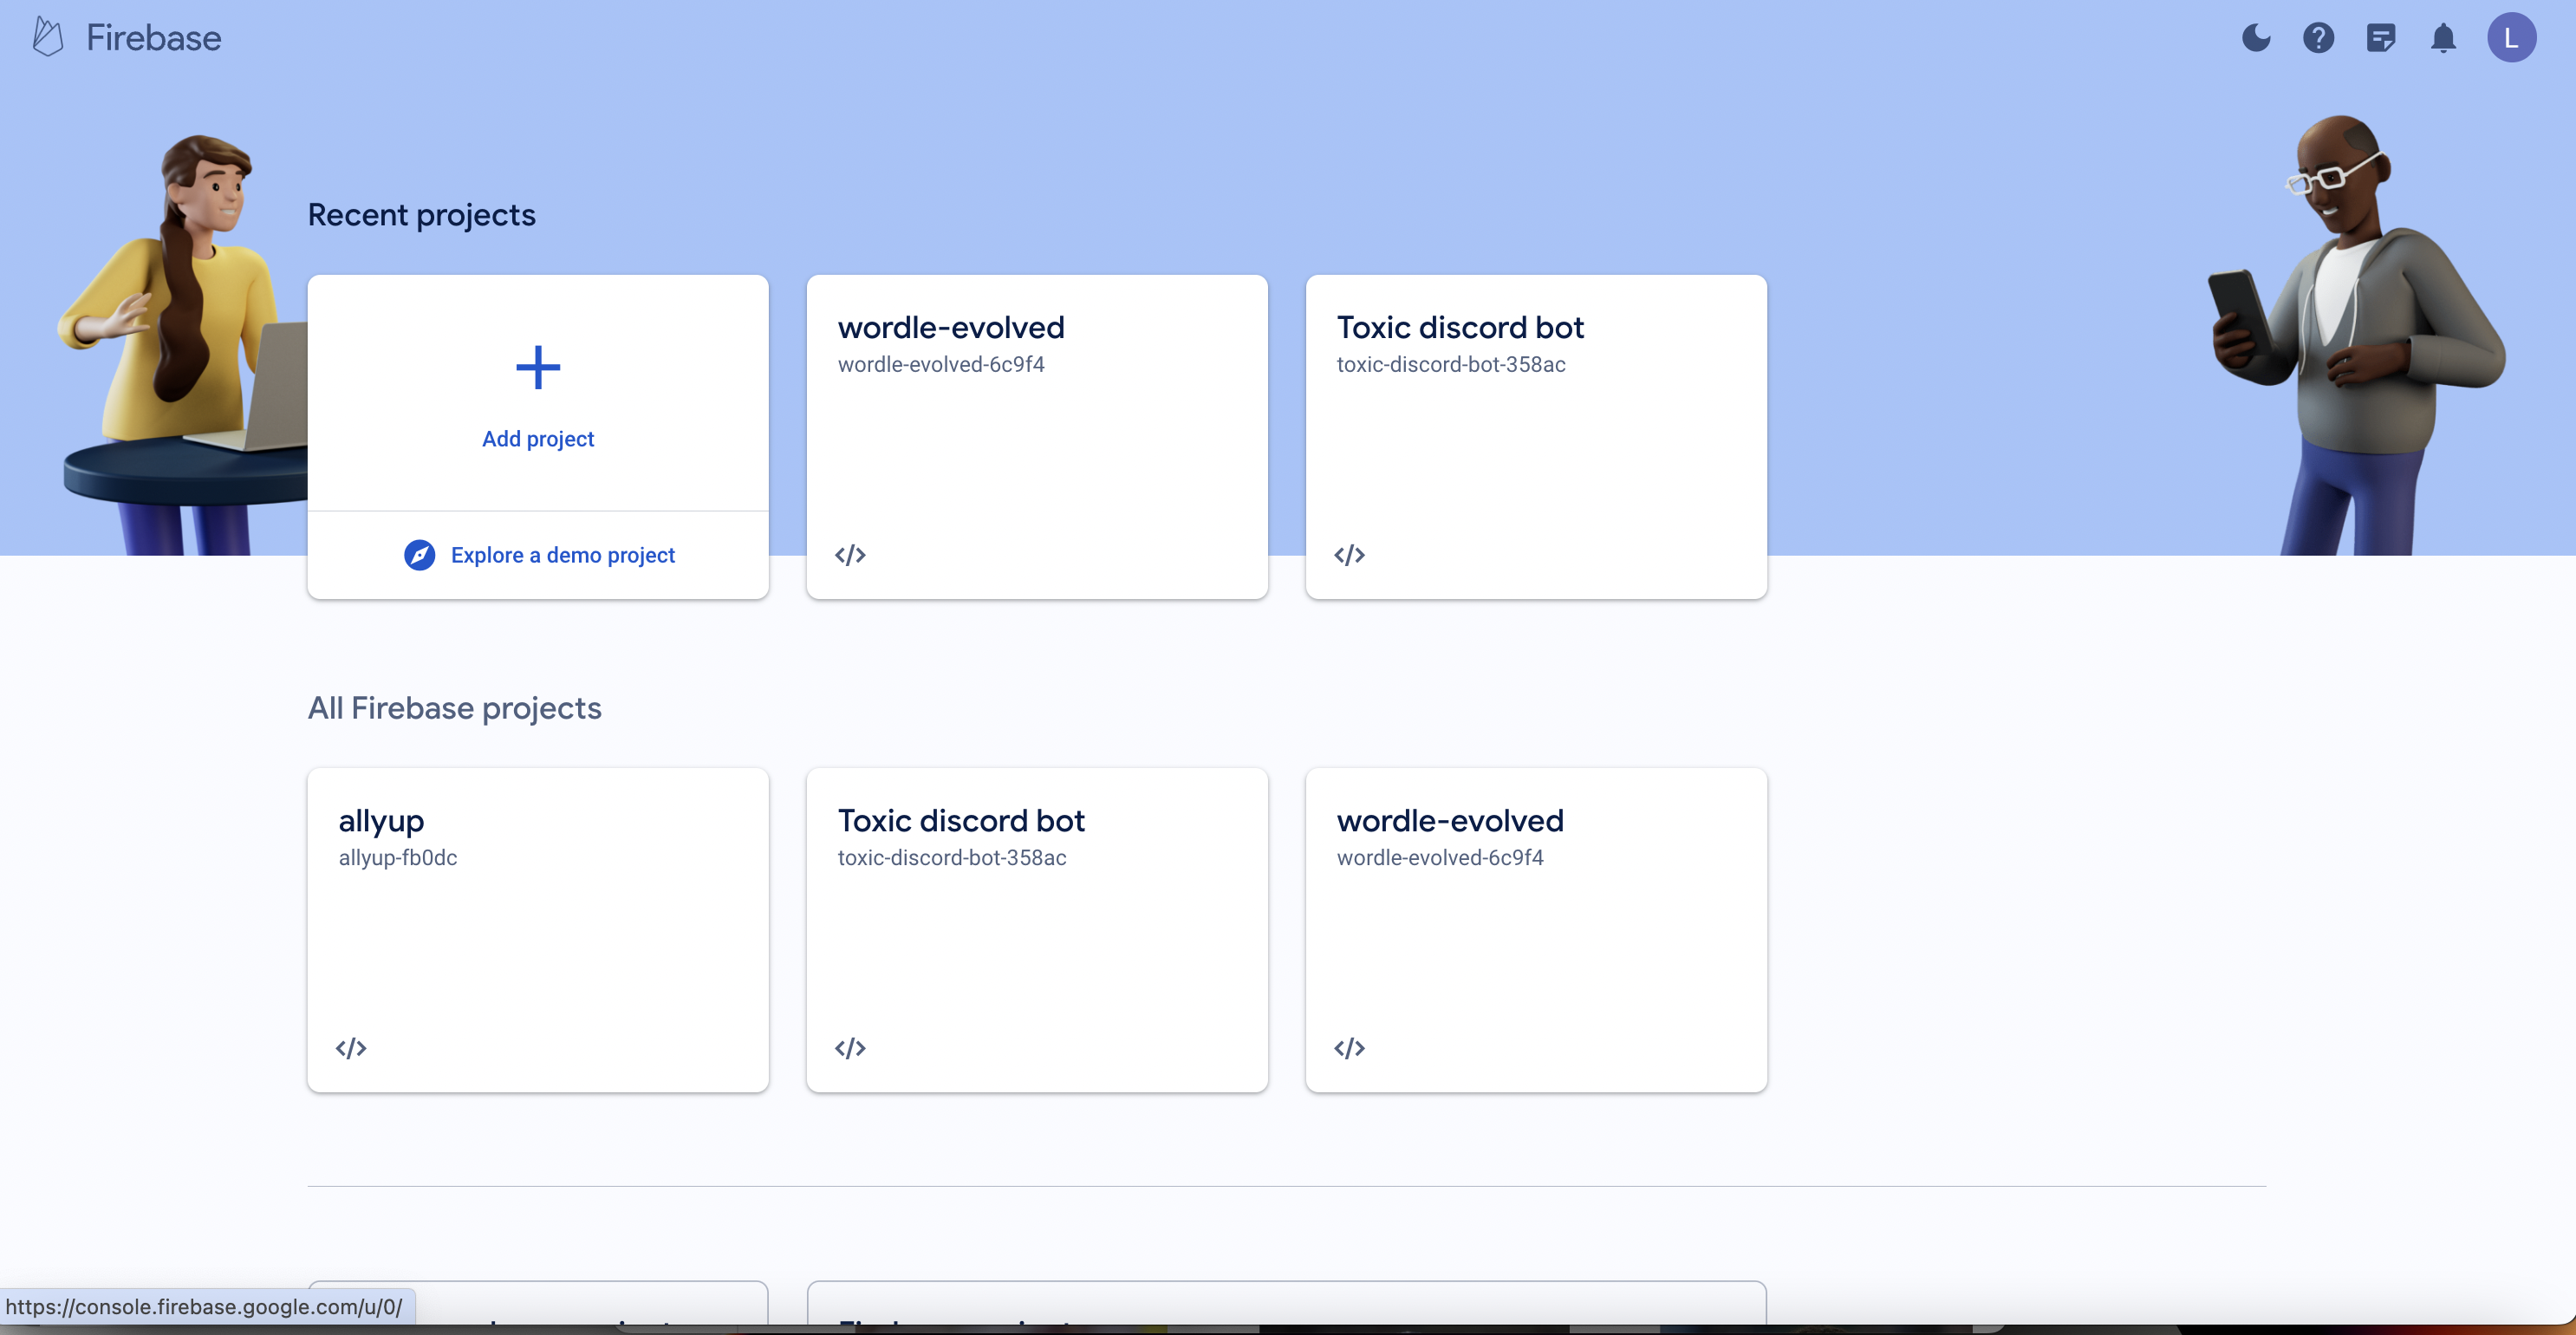 Firebase
L
Recent projects
Add project
Explore a demo project
wordle-evolved
wordle-evolved-6c9f4
</>
Toxic discord bot
toxic-discord-bot-358ac
</>
All Firebase projects
allyup
allyup-fb0dc
</>
Toxic discord bot
toxic-discord-bot-358ac
</>
wordle-evolved
wordle-evolved-6c9f4
</>
https://console.firebase.google.com/u/0/